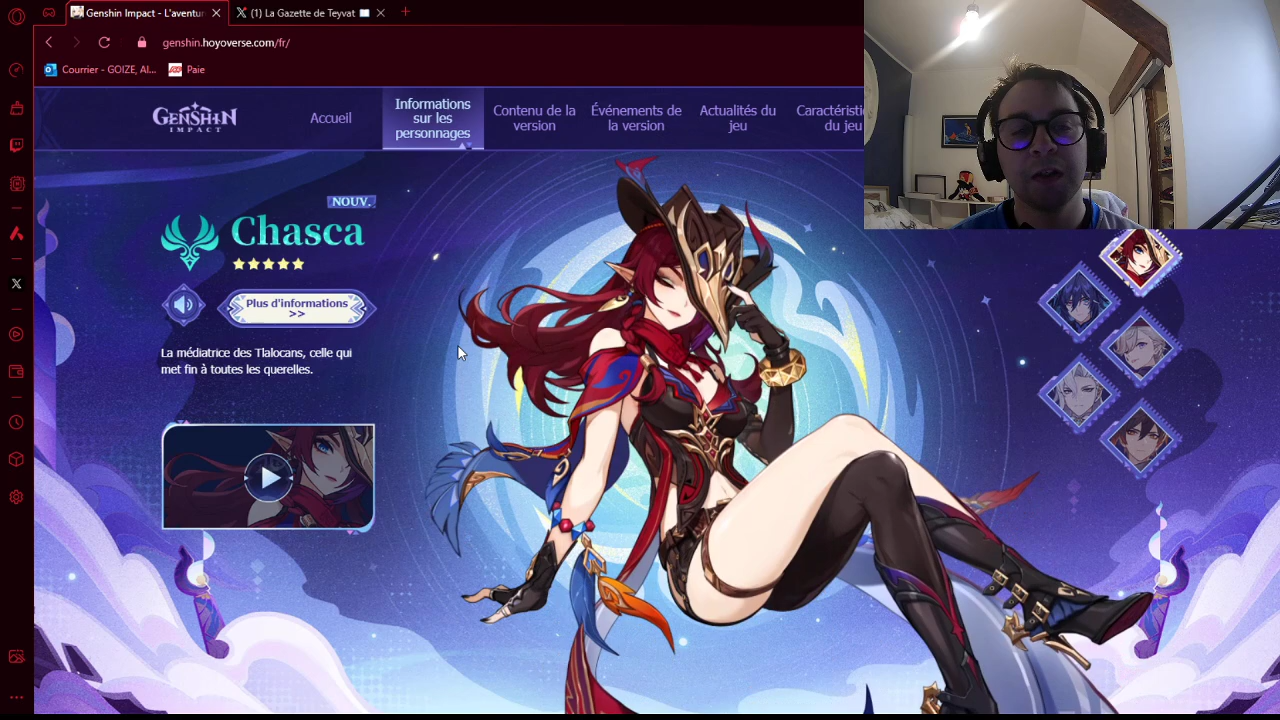 Genshin Impact - L'aventur
(1) La Gazette de Teyvat
genshin.hoyoverse.com/fr/
Courrier - GOIZE, Al...
Paie
GENSHIN
IMPACT
Accueil
Informations
sur les
personnages
Contenu de la
version
Événements de
la version
Actualités du
jeu
Caractéristi
du jeu
NOUV.
Chasca
Plus d'informations
>>
La médiatrice des Tlalocans, celle qui
met fin à toutes les querelles.